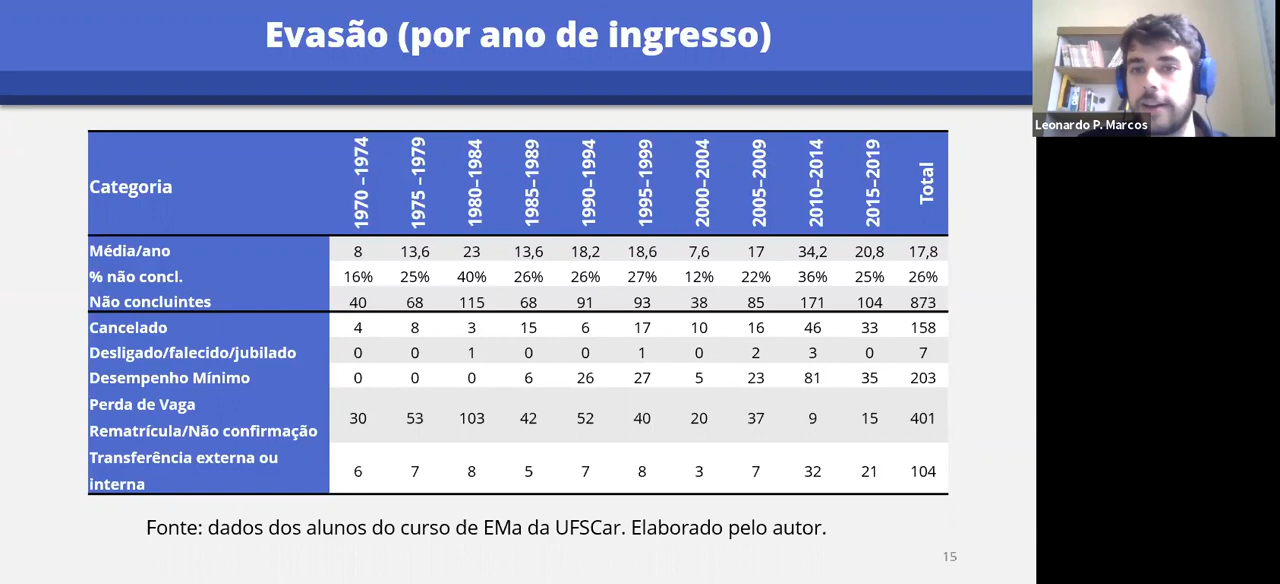 Evasão (por ano de ingresso)
Leonardo P. Marcos
Categoria 1970 –1974 1975 –1979 1980–1984 1985–1989 1990–1994 1995–1999 2000–2004 2005–2009 2010–2014 2015–2019 Total
Média/ano 8 13,6 23 13,6 18,2 18,6 7,6 17 34,2 20,8 17,8
% não concl. 16% 25% 40% 26% 26% 27% 12% 22% 36% 25% 26%
Não concluintes 40 68 115 68 91 93 38 85 171 104 873
Cancelado 4 8 3 15 6 17 10 16 46 33 158
Desligado/falecido/jubilado 0 0 1 0 0 1 0 2 3 0 7
Desempenho Mínimo 0 0 0 6 26 27 5 23 81 35 203
Perda de Vaga
Rematrícula/Não confirmação 30 53 103 42 52 40 20 37 9 15 401
Transferência externa ou
interna 6 7 8 5 7 8 3 7 32 21 104
Fonte: dados dos alunos do curso de EMa da UFSCar. Elaborado pelo autor.
15